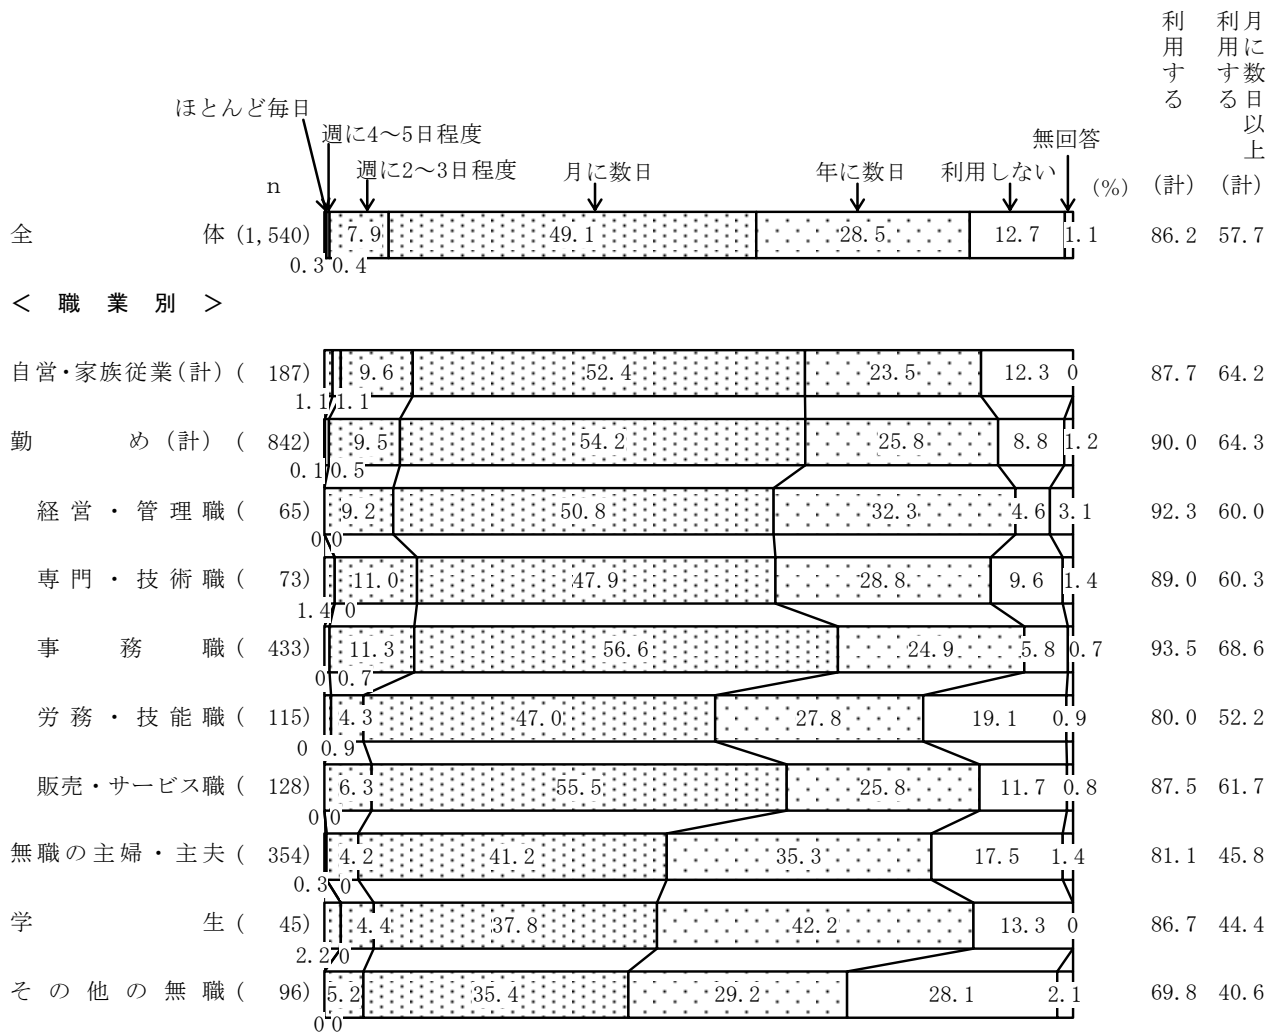 利用する
利用する
月に数日以上
ほとんど毎日
週に4～5日程度
無回答
週に2～3日程度 月に数日 年に数日 利用しない
n (%) (計) (計)
全体 (1,540) 7.9 49.1 28.5 12.7 1.1 86.2 57.7
0.3 0.4
＜職業別＞
自営・家族従業(計) ( 187) 9.6 52.4 23.5 12.3 0 87.7 64.2
1.1 1.1
勤め(計) ( 842) 9.5 54.2 25.8 8.8 1.2 90.0 64.3
0.1 0.5
経営・管理職 ( 65) 9.2 50.8 32.3 4.6 3.1 92.3 60.0
0 0
専門・技術職 ( 73) 11.0 47.9 28.8 9.6 1.4 89.0 60.3
1.4 0
事務職 ( 433) 11.3 56.6 24.9 5.8 0.7 93.5 68.6
0 0.7
労務・技能職 ( 115) 4.3 47.0 27.8 19.1 0.9 80.0 52.2
0 0.9
販売・サービス職 ( 128) 6.3 55.5 25.8 11.7 0.8 87.5 61.7
0 0
無職の主婦・主夫 ( 354) 4.2 41.2 35.3 17.5 1.4 81.1 45.8
0.3 0
学生 ( 45) 4.4 37.8 42.2 13.3 0 86.7 44.4
2.2 0
その他の無職 ( 96) 5.2 35.4 29.2 28.1 2.1 69.8 40.6
0 0